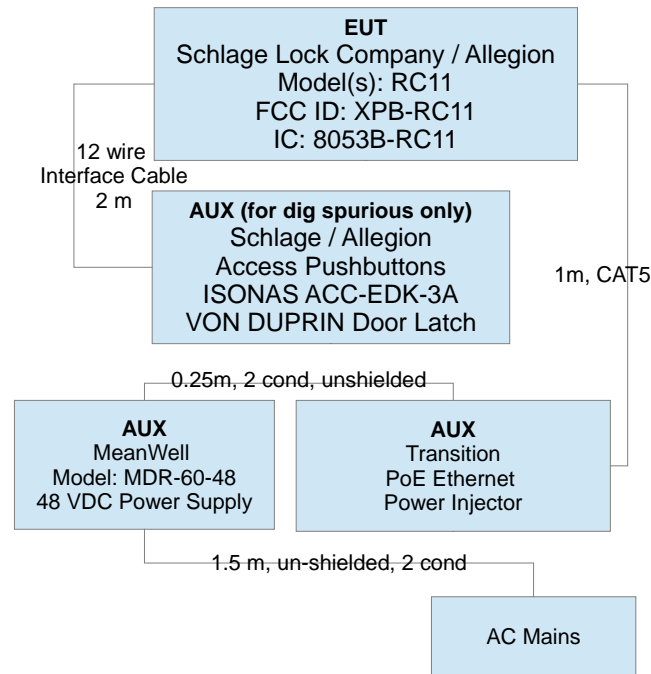 EUT
Schlage Lock Company / Allegion
Model(s): RC11
FCC ID: XPB-RC11
IC: 8053B-RC11
12 wire
Interface Cable
2 m
AUX (for dig spurious only)
Schlage / Allegion
Access Pushbuttons
ISONAS ACC-EDK-3A
VON DUPRIN Door Latch
1m, CAT5
0.25m, 2 cond, unshielded
AUX
MeanWell
Model: MDR-60-48
48 VDC Power Supply
AUX
Transition
PoE Ethernet
Power Injector
1.5 m, un-shielded, 2 cond
AC Mains